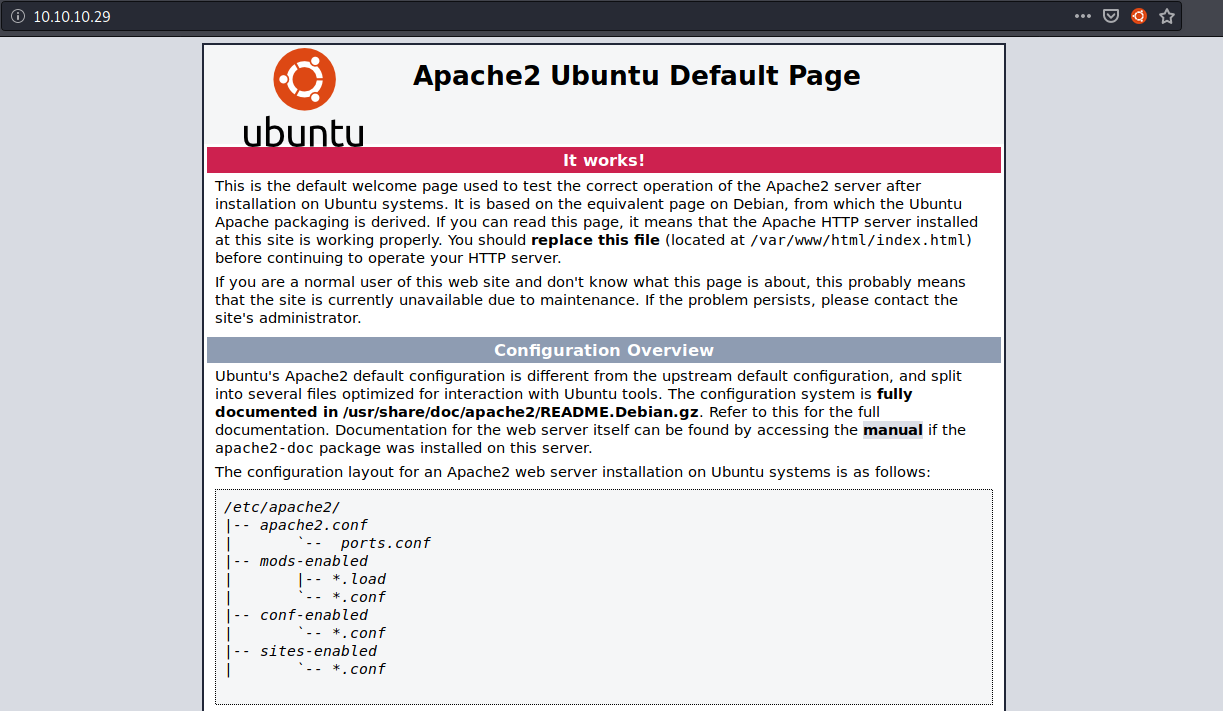 10.10.10.29
ubuntu
Apache2 Ubuntu Default Page
It works!
This is the default welcome page used to test the correct operation of the Apache2 server after
installation on Ubuntu systems. It is based on the equivalent page on Debian, from which the Ubuntu
Apache packaging is derived. If you can read this page, it means that the Apache HTTP server installed
at this site is working properly. You should replace this file (located at /var/www/html/index.html)
before continuing to operate your HTTP server.
If you are a normal user of this web site and don't know what this page is about, this probably means
that the site is currently unavailable due to maintenance. If the problem persists, please contact the
site's administrator.
Configuration Overview
Ubuntu's Apache2 default configuration is different from the upstream default configuration, and split
into several files optimized for interaction with Ubuntu tools. The configuration system is fully
documented in /usr/share/doc/apache2/README.Debian.gz. Refer to this for the full
documentation. Documentation for the web server itself can be found by accessing the manual if the
apache2-doc package was installed on this server.
The configuration layout for an Apache2 web server installation on Ubuntu systems is as follows:
/etc/apache2/
|-- apache2.conf
|       `--  ports.conf
|-- mods-enabled
|       |-- *.load
|       `-- *.conf
|-- conf-enabled
|       `-- *.conf
|-- sites-enabled
|       `-- *.conf